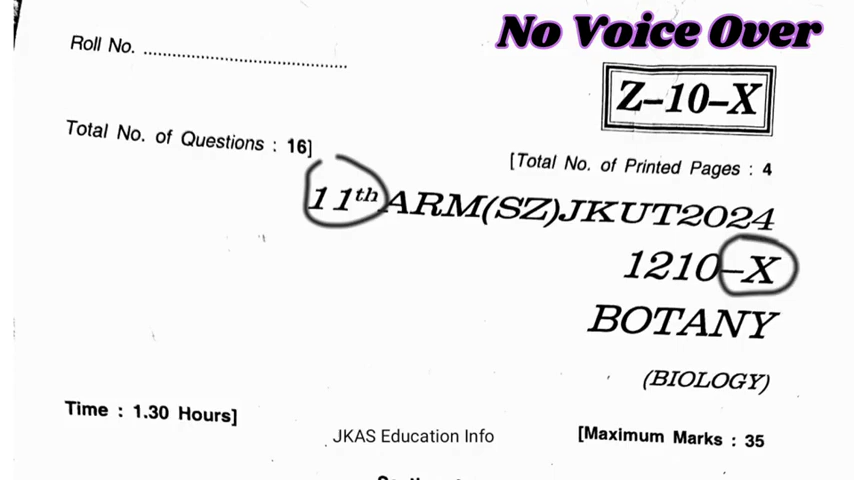 No Voice Over
Roll No. ............................................
Z–10–X
Total No. of Questions : 16]
[Total No. of Printed Pages : 4
11th ARM(SZ)JKUT2024
1210–X
BOTANY
(BIOLOGY)
Time : 1.30 Hours]
JKAS Education Info
[Maximum Marks : 35